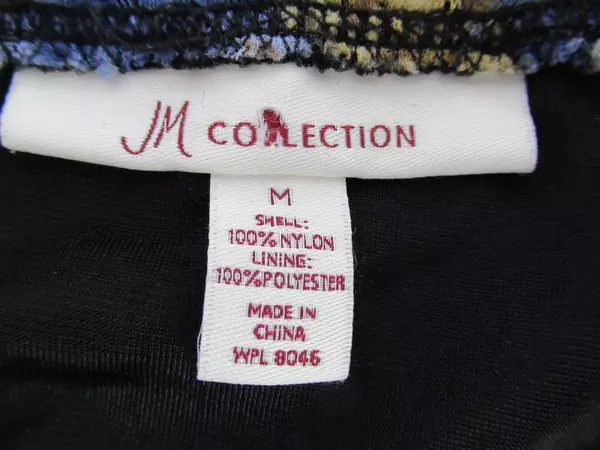 JM COLLECTION
M
SHELL:
100% NYLON
LINING:
100% POLYESTER
MADE IN
CHINA
WPL 8046